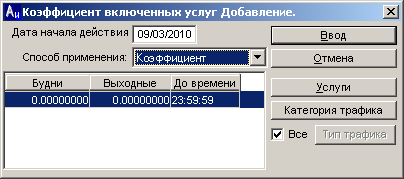 Аи Коэффициент включенных услуг Добавление.
Дата начала действия 09/03/2010
Ввод
Способ применения: Коэффициент
Отмена
Будни Выходные До времени
0.00000000 0.00000000 23:59:59
Услуги
Категория трафика
Все Тип трафика